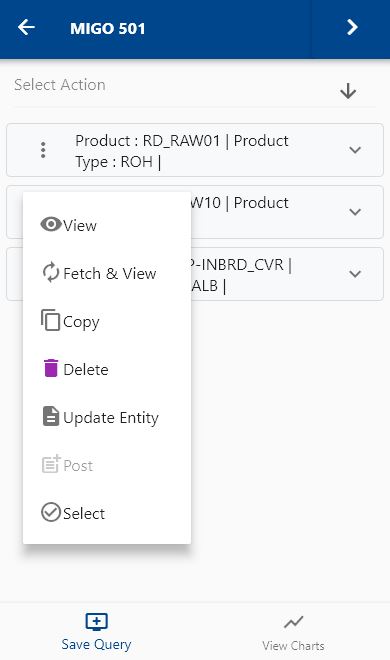 MIGO 501
Select Action
Product : RD_RAW01 | Product
Type : ROH |
W10 | Product
P-INBRD_CVR |
ALB |
View
Fetch & View
Copy
Delete
Update Entity
Post
Select
Save Query
View Charts